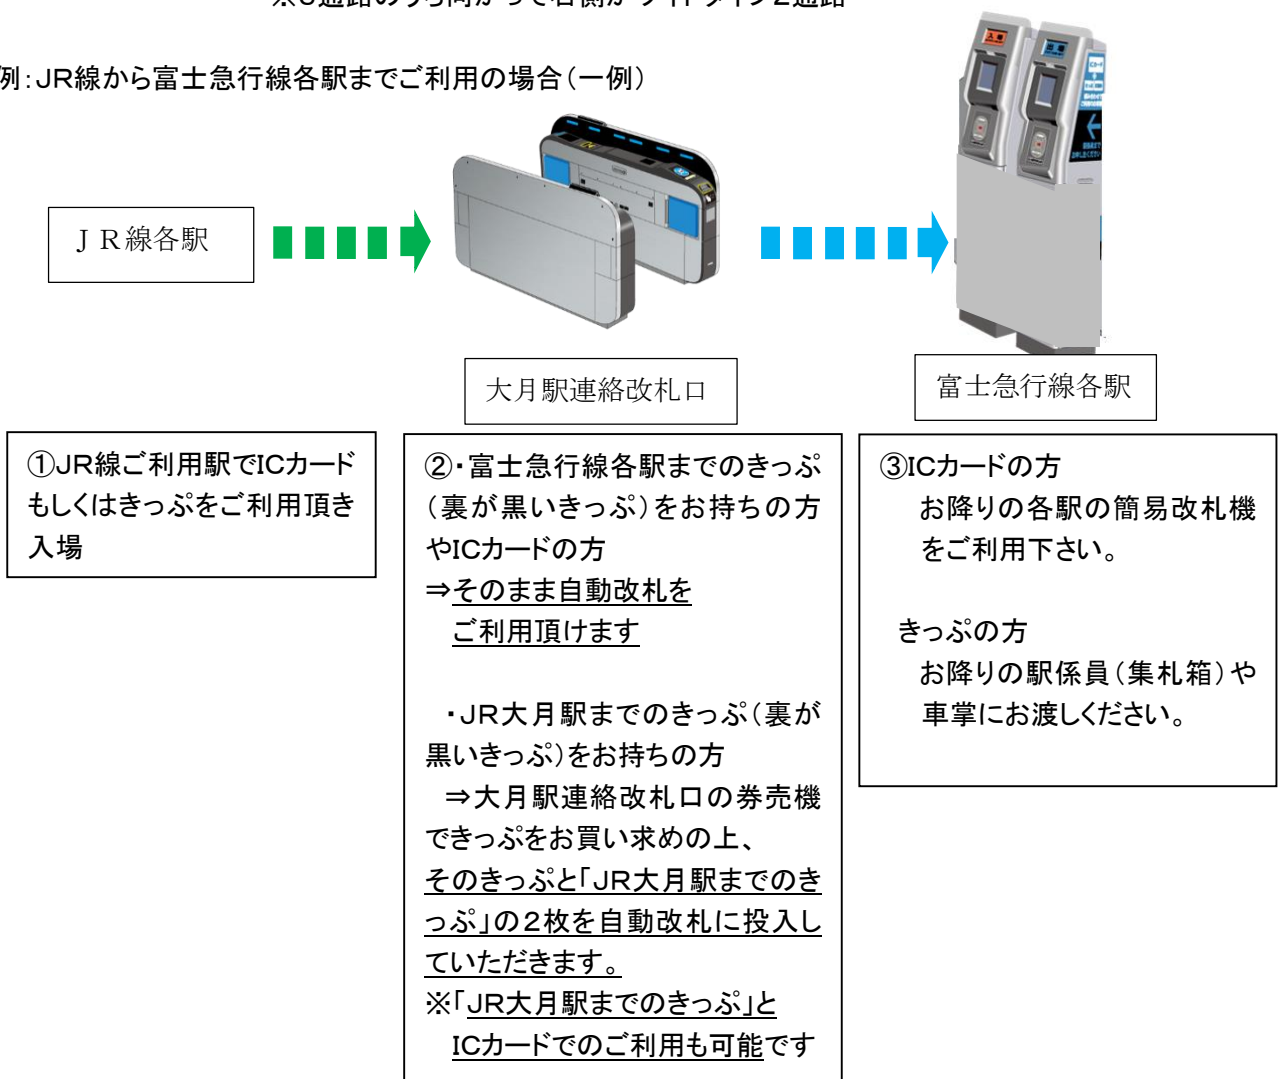 例：ＪＲ線から富士急行線各駅までご利用の場合（一例）
ＪＲ線各駅
大月駅連絡改札口
富士急行線各駅
①ＪＲ線ご利用駅でＩＣカード
もしくはきっぷをご利用頂き
入場
②・富士急行線各駅までのきっぷ
（裏が黒いきっぷ）をお持ちの方
やＩＣカードの方
⇒そのまま自動改札を
ご利用頂けます
・ＪＲ大月駅までのきっぷ（裏が
黒いきっぷ）をお持ちの方
⇒大月駅連絡改札口の券売機
できっぷをお買い求めの上、
そのきっぷと「ＪＲ大月駅までのき
っぷ」の２枚を自動改札に投入し
ていただきます。
※「ＪＲ大月駅までのきっぷ」と
ＩＣカードでのご利用も可能です
③ＩＣカードの方
お降りの各駅の簡易改札機
をご利用下さい。
きっぷの方
お降りの駅係員（集札箱）や
車掌にお渡しください。